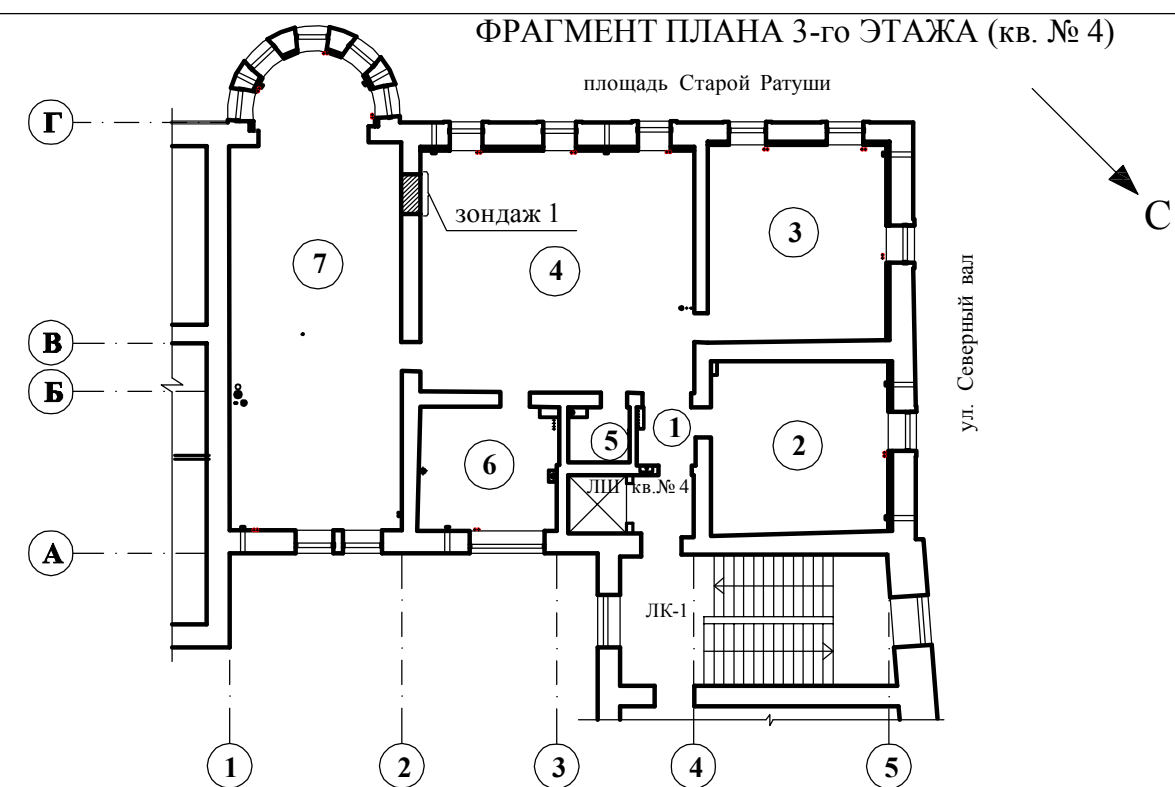 ФРАГМЕНТ ПЛАНА 3-го ЭТАЖА (кв. № 4)
площадь Старой Ратуши
Г
С
зондаж 1
3
7
4
ул. Северный вал
В
Б
1
5
2
6
ЛШ кв.№ 4
А
ЛК-1
1
2
3
4
5